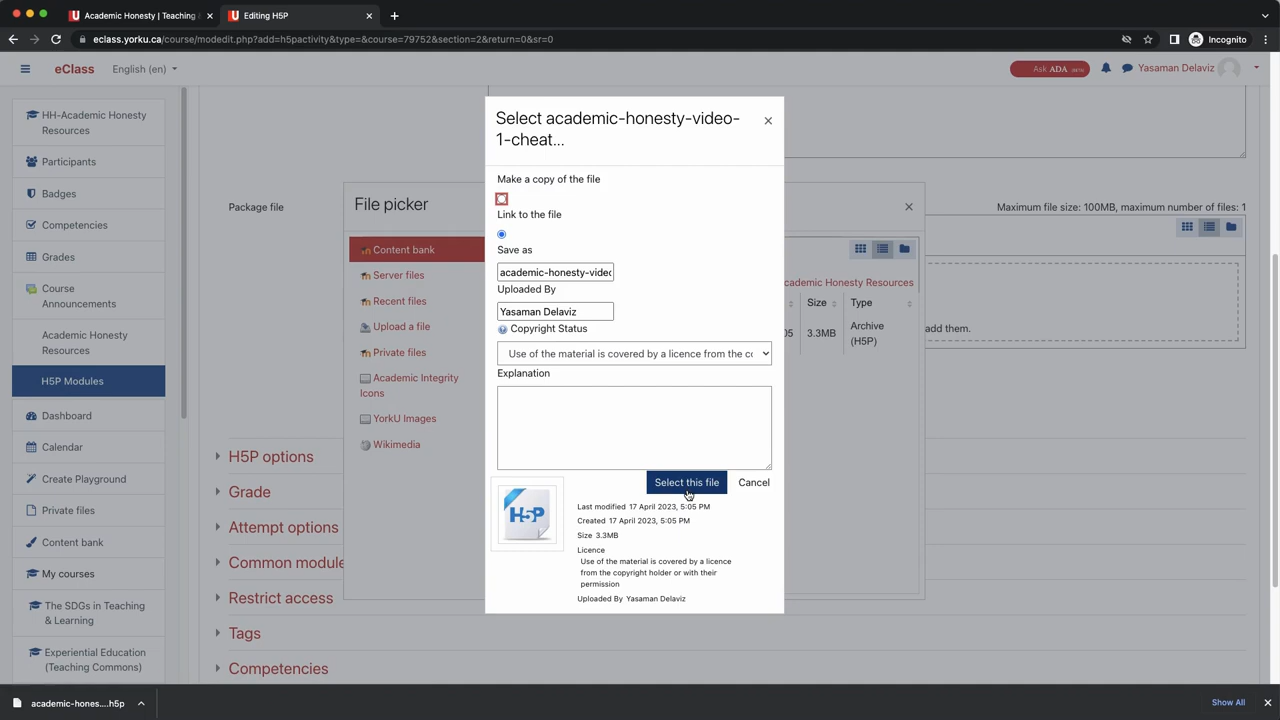 Academic Honesty | Teaching &
Editing H5P
eclass.yorku.ca/course/modedit.php?add=h5pactivity&type=&course=79752&section=2&return=0&sr=0
Incognito
eClass
English (en)
Ask ADA BETA
Yasaman Delaviz
HH-Academic Honesty
Resources
Participants
Badges
Competencies
Grades
Course
Announcements
Academic Honesty
Resources
H5P Modules
Dashboard
Calendar
Create Playground
Private files
Content bank
My courses
The SDGs in Teaching
& Learning
Experiential Education
(Teaching Commons)
Package file
Maximum file size: 100MB, maximum number of files: 1
add them.
H5P options
Grade
Attempt options
Common module
Restrict access
Tags
Competencies
File picker
Content bank
Server files
Recent files
Upload a file
Private files
Academic Integrity
Icons
YorkU Images
Wikimedia
cademic Honesty Resources
Size
Type
05
3.3MB
Archive
(H5P)
Select academic-honesty-video-
1-cheat...
Make a copy of the file
Link to the file
Save as
academic-honesty-videc
Uploaded By
Yasaman Delaviz
Copyright Status
Use of the material is covered by a licence from the cc
Explanation
Select this file
Cancel
H5P
Last modified 17 April 2023, 5:05 PM
Created 17 April 2023, 5:05 PM
Size 3.3MB
Licence
Use of the material is covered by a licence
from the copyright holder or with their
permission
Uploaded By Yasaman Delaviz
academic-hones....h5p
Show All